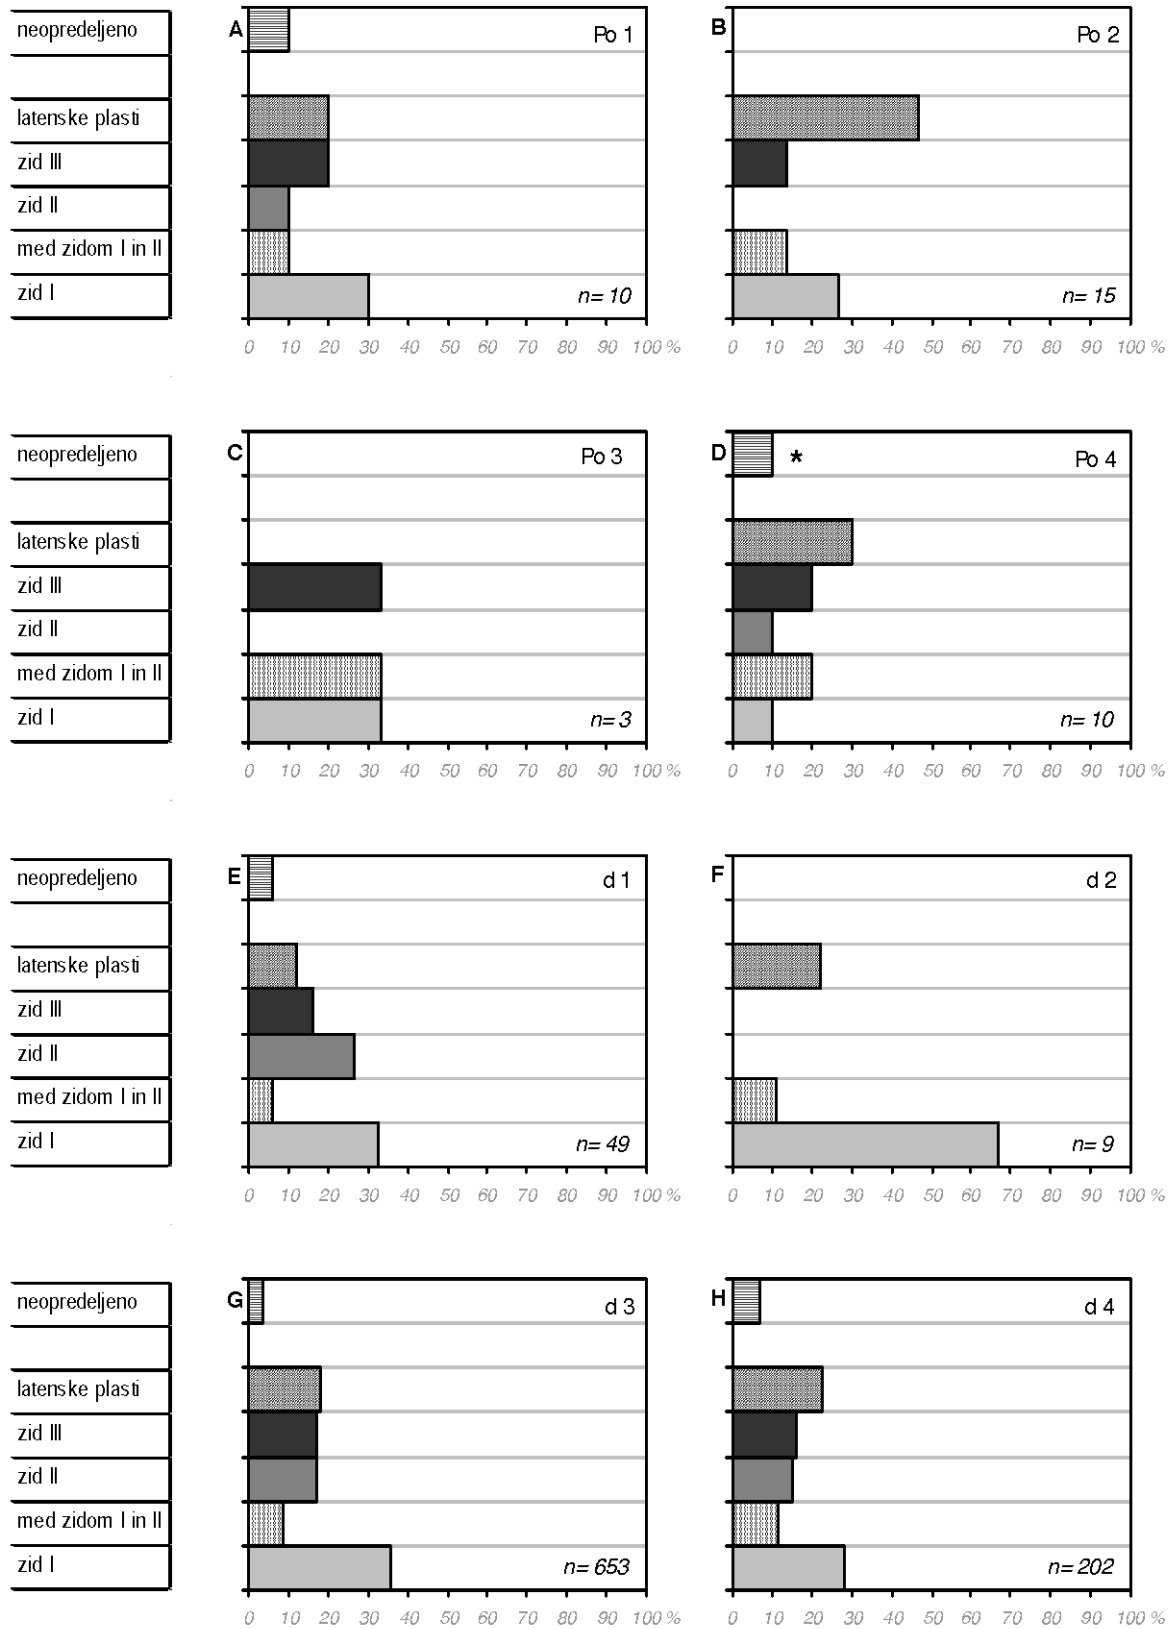 neopredeljeno
latenske plasti
zid III
zid II
med zidom I in II
zid I
A
Po 1
n= 10
0 10 20 30 40 50 60 70 80 90 100 %
B
Po 2
n= 15
0 10 20 30 40 50 60 70 80 90 100 %
neopredeljeno
latenske plasti
zid III
zid II
med zidom I in II
zid I
C
Po 3
n= 3
0 10 20 30 40 50 60 70 80 90 100 %
D
*
Po 4
n= 10
0 10 20 30 40 50 60 70 80 90 100 %
neopredeljeno
latenske plasti
zid III
zid II
med zidom I in II
zid I
E
d 1
n= 49
0 10 20 30 40 50 60 70 80 90 100 %
F
d 2
n= 9
0 10 20 30 40 50 60 70 80 90 100 %
neopredeljeno
latenske plasti
zid III
zid II
med zidom I in II
zid I
G
d 3
n= 653
0 10 20 30 40 50 60 70 80 90 100 %
H
d 4
n= 202
0 10 20 30 40 50 60 70 80 90 100 %